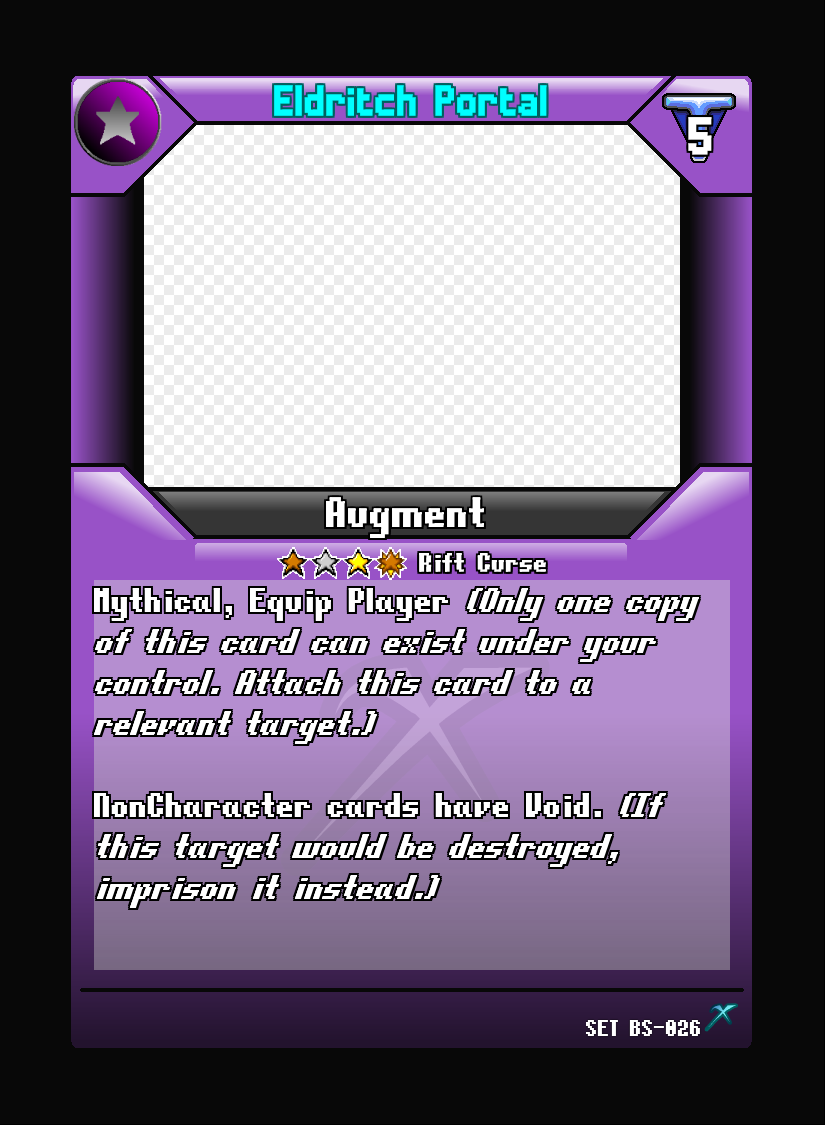 Eldritch Portal
5
Augment
Rift Curse
Mythical, Equip Player (Only one copy
of this card can exist under your
control. Attach this card to a
relevant target.)
NonCharacter cards have Void. (If
this target would be destroyed,
imprison it instead.)
SET BS-026